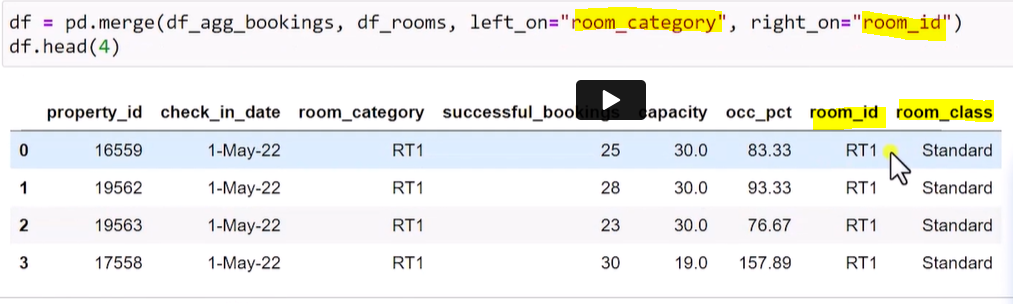 df = pd.merge(df_agg_bookings, df_rooms, left_on="room_category", right_on="room_id")
df.head(4)
property_id check_in_date room_category successful_bookings capacity occ_pct room_id room_class
0 16559 1-May-22 RT1 25 30.0 83.33 RT1 Standard
1 19562 1-May-22 RT1 28 30.0 93.33 RT1 Standard
2 19563 1-May-22 RT1 23 30.0 76.67 RT1 Standard
3 17558 1-May-22 RT1 30 19.0 157.89 RT1 Standard